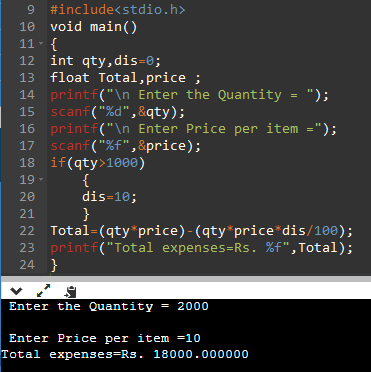 9 #include<stdio.h>
10 void main()
11 {
12 int qty,dis=0;
13 float Total,price ;
14 printf("\n Enter the Quantity = ");
15 scanf("%d",&qty);
16 printf("\n Enter Price per item =");
17 scanf("%f",&price);
18 if(qty>1000)
19 {
20 dis=10;
21 }
22 Total=(qty*price)-(qty*price*dis/100);
23 printf("Total expenses=Rs. %f",Total);
24 }
Enter the Quantity = 2000
Enter Price per item =10
Total expenses=Rs. 18000.000000